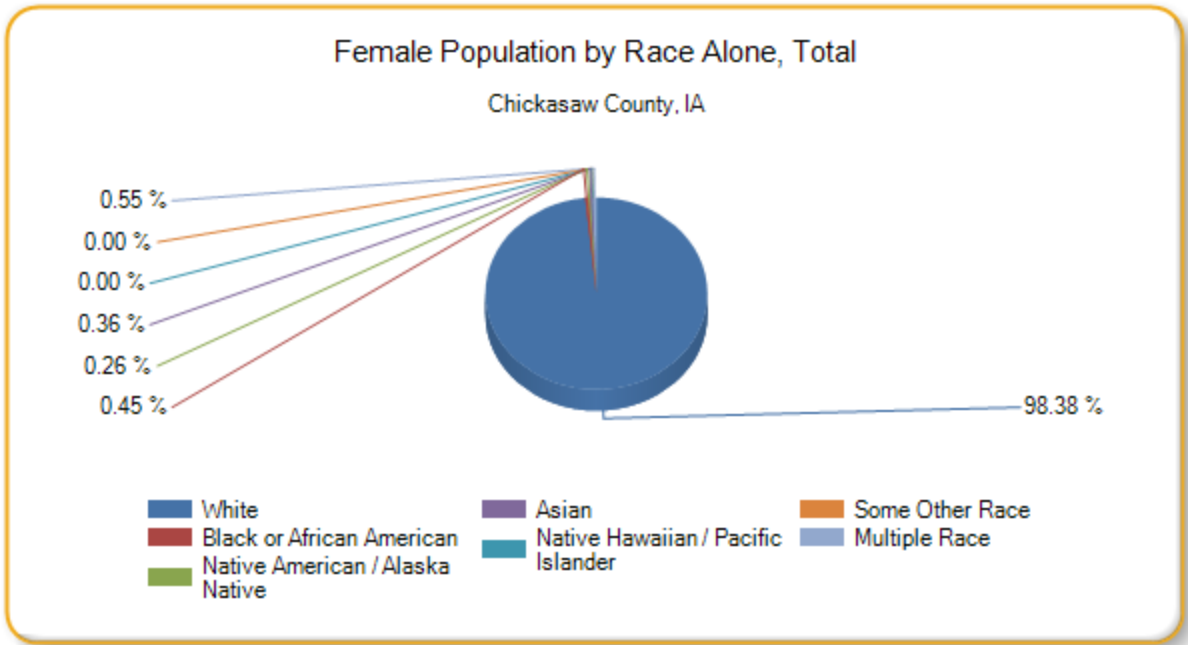 Female Population by Race Alone, Total
Chickasaw County, IA
0.55 %
0.00 %
0.00 %
0.36 %
0.26 %
0.45 %
98.38 %
White
Black or African American
Native American / Alaska
Native
Asian
Native Hawaiian / Pacific
Islander
Some Other Race
Multiple Race